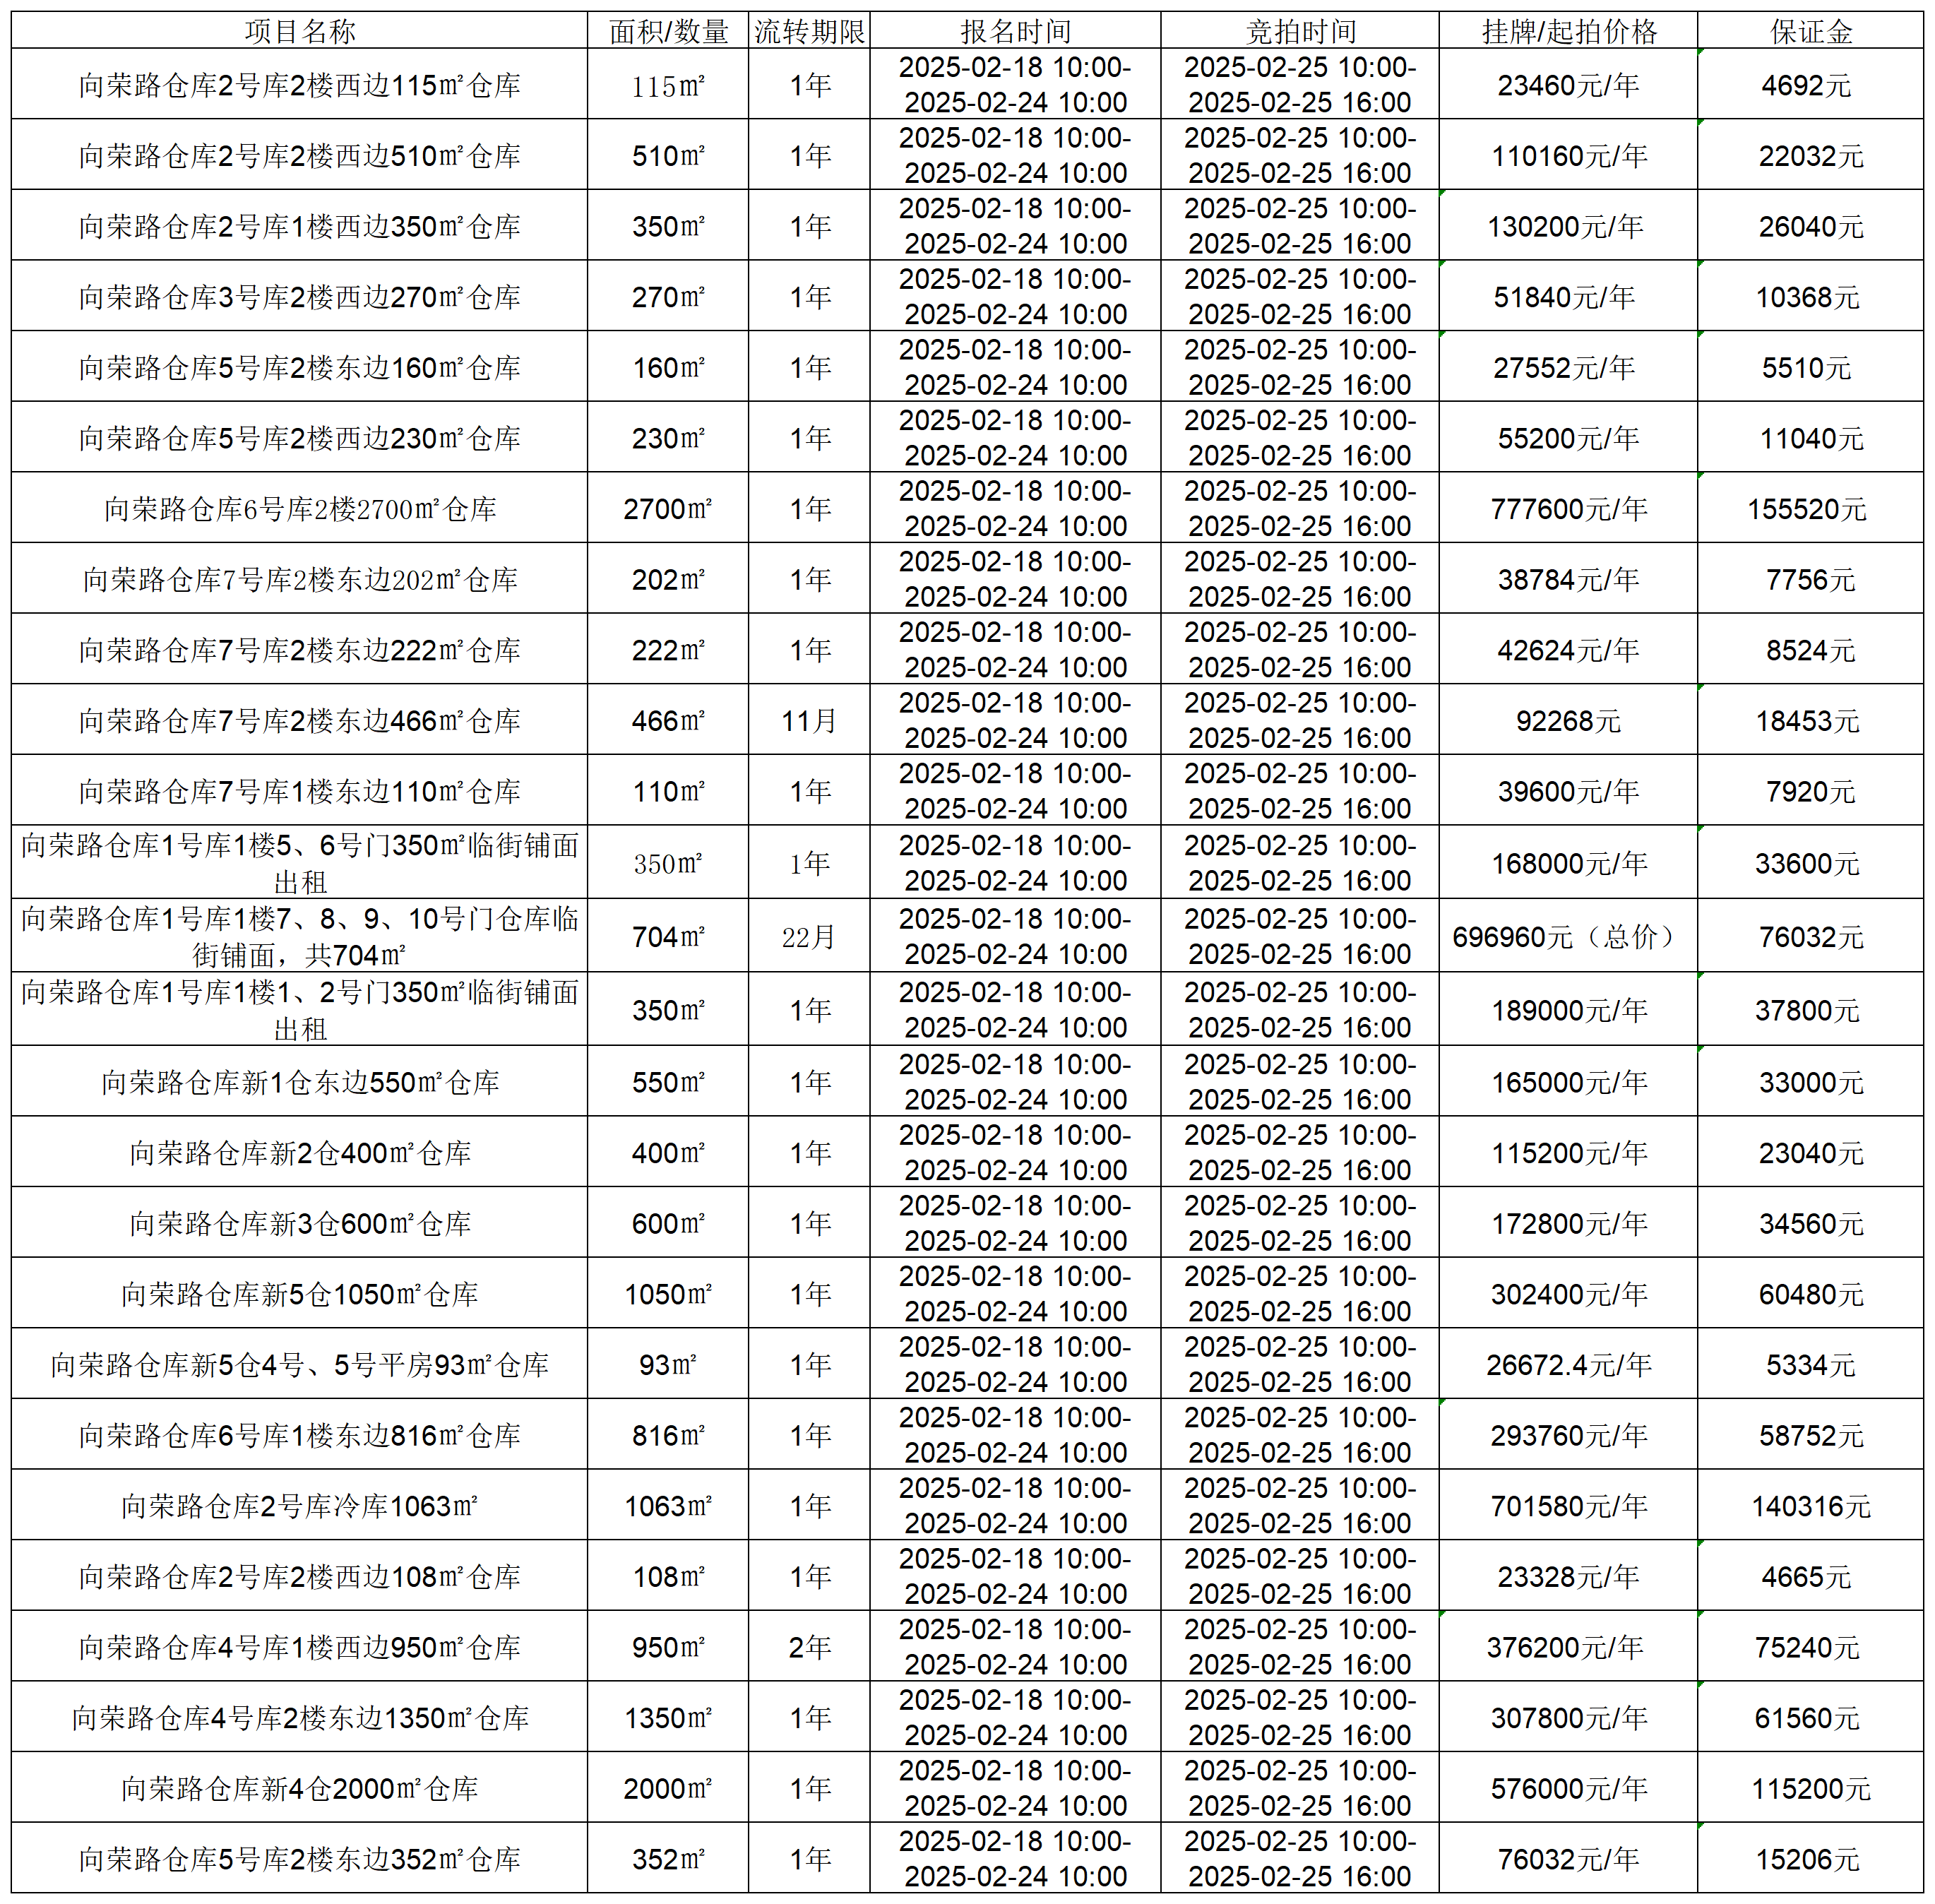 项目名称 面积/数量 流转期限 报名时间 竞拍时间 挂牌/起拍价格 保证金
向荣路仓库2号库2楼西边115㎡仓库 115㎡ 1年 2025-02-18 10:00-2025-02-24 10:00 2025-02-25 10:00-2025-02-25 16:00 23460元/年 4692元
向荣路仓库2号库2楼西边510㎡仓库 510㎡ 1年 2025-02-18 10:00-2025-02-24 10:00 2025-02-25 10:00-2025-02-25 16:00 110160元/年 22032元
向荣路仓库2号库1楼西边350㎡仓库 350㎡ 1年 2025-02-18 10:00-2025-02-24 10:00 2025-02-25 10:00-2025-02-25 16:00 130200元/年 26040元
向荣路仓库3号库2楼西边270㎡仓库 270㎡ 1年 2025-02-18 10:00-2025-02-24 10:00 2025-02-25 10:00-2025-02-25 16:00 51840元/年 10368元
向荣路仓库5号库2楼东边160㎡仓库 160㎡ 1年 2025-02-18 10:00-2025-02-24 10:00 2025-02-25 10:00-2025-02-25 16:00 27552元/年 5510元
向荣路仓库5号库2楼西边230㎡仓库 230㎡ 1年 2025-02-18 10:00-2025-02-24 10:00 2025-02-25 10:00-2025-02-25 16:00 55200元/年 11040元
向荣路仓库6号库2楼2700㎡仓库 2700㎡ 1年 2025-02-18 10:00-2025-02-24 10:00 2025-02-25 10:00-2025-02-25 16:00 777600元/年 155520元
向荣路仓库7号库2楼东边202㎡仓库 202㎡ 1年 2025-02-18 10:00-2025-02-24 10:00 2025-02-25 10:00-2025-02-25 16:00 38784元/年 7756元
向荣路仓库7号库2楼东边222㎡仓库 222㎡ 1年 2025-02-18 10:00-2025-02-24 10:00 2025-02-25 10:00-2025-02-25 16:00 42624元/年 8524元
向荣路仓库7号库2楼东边466㎡仓库 466㎡ 11月 2025-02-18 10:00-2025-02-24 10:00 2025-02-25 10:00-2025-02-25 16:00 92268元 18453元
向荣路仓库7号库1楼东边110㎡仓库 110㎡ 1年 2025-02-18 10:00-2025-02-24 10:00 2025-02-25 10:00-2025-02-25 16:00 39600元/年 7920元
向荣路仓库1号库1楼5、6号门350㎡临街铺面出租 350㎡ 1年 2025-02-18 10:00-2025-02-24 10:00 2025-02-25 10:00-2025-02-25 16:00 168000元/年 33600元
向荣路仓库1号库1楼7、8、9、10号门仓库临街铺面，共704㎡ 704㎡ 22月 2025-02-18 10:00-2025-02-24 10:00 2025-02-25 10:00-2025-02-25 16:00 696960元（总价） 76032元
向荣路仓库1号库1楼1、2号门350㎡临街铺面出租 350㎡ 1年 2025-02-18 10:00-2025-02-24 10:00 2025-02-25 10:00-2025-02-25 16:00 189000元/年 37800元
向荣路仓库新1仓东边550㎡仓库 550㎡ 1年 2025-02-18 10:00-2025-02-24 10:00 2025-02-25 10:00-2025-02-25 16:00 165000元/年 33000元
向荣路仓库新2仓400㎡仓库 400㎡ 1年 2025-02-18 10:00-2025-02-24 10:00 2025-02-25 10:00-2025-02-25 16:00 115200元/年 23040元
向荣路仓库新3仓600㎡仓库 600㎡ 1年 2025-02-18 10:00-2025-02-24 10:00 2025-02-25 10:00-2025-02-25 16:00 172800元/年 34560元
向荣路仓库新5仓1050㎡仓库 1050㎡ 1年 2025-02-18 10:00-2025-02-24 10:00 2025-02-25 10:00-2025-02-25 16:00 302400元/年 60480元
向荣路仓库新5仓4号、5号平房93㎡仓库 93㎡ 1年 2025-02-18 10:00-2025-02-24 10:00 2025-02-25 10:00-2025-02-25 16:00 26672.4元/年 5334元
向荣路仓库6号库1楼东边816㎡仓库 816㎡ 1年 2025-02-18 10:00-2025-02-24 10:00 2025-02-25 10:00-2025-02-25 16:00 293760元/年 58752元
向荣路仓库2号库冷库1063㎡ 1063㎡ 1年 2025-02-18 10:00-2025-02-24 10:00 2025-02-25 10:00-2025-02-25 16:00 701580元/年 140316元
向荣路仓库2号库2楼西边108㎡仓库 108㎡ 1年 2025-02-18 10:00-2025-02-24 10:00 2025-02-25 10:00-2025-02-25 16:00 23328元/年 4665元
向荣路仓库4号库1楼西边950㎡仓库 950㎡ 2年 2025-02-18 10:00-2025-02-24 10:00 2025-02-25 10:00-2025-02-25 16:00 376200元/年 75240元
向荣路仓库4号库2楼东边1350㎡仓库 1350㎡ 1年 2025-02-18 10:00-2025-02-24 10:00 2025-02-25 10:00-2025-02-25 16:00 307800元/年 61560元
向荣路仓库新4仓2000㎡仓库 2000㎡ 1年 2025-02-18 10:00-2025-02-24 10:00 2025-02-25 10:00-2025-02-25 16:00 576000元/年 115200元
向荣路仓库5号库2楼东边352㎡仓库 352㎡ 1年 2025-02-18 10:00-2025-02-24 10:00 2025-02-25 10:00-2025-02-25 16:00 76032元/年 15206元